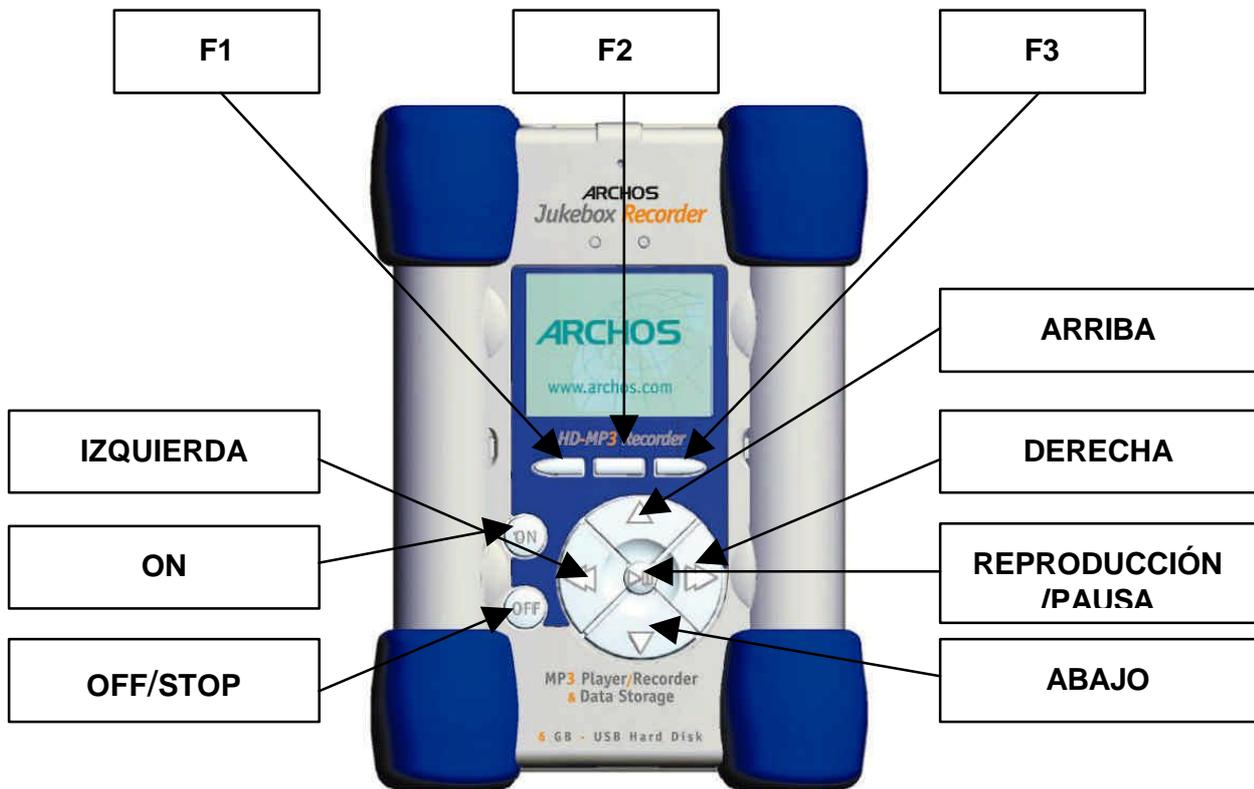 F1
F2
F3
ARCHOS
Jukebox Recorder
ARCHOS
www.archos.com
HD-MP3 Recorder
ARRIBA
IZQUIERDA
DERECHA
ON
ON
REPRODUCCIÓN
/PAUSA
OFF
OFF/STOP
ABAJO
MP3 Player/Recorder
& Data Storage
6 GB - USB Hard Disk